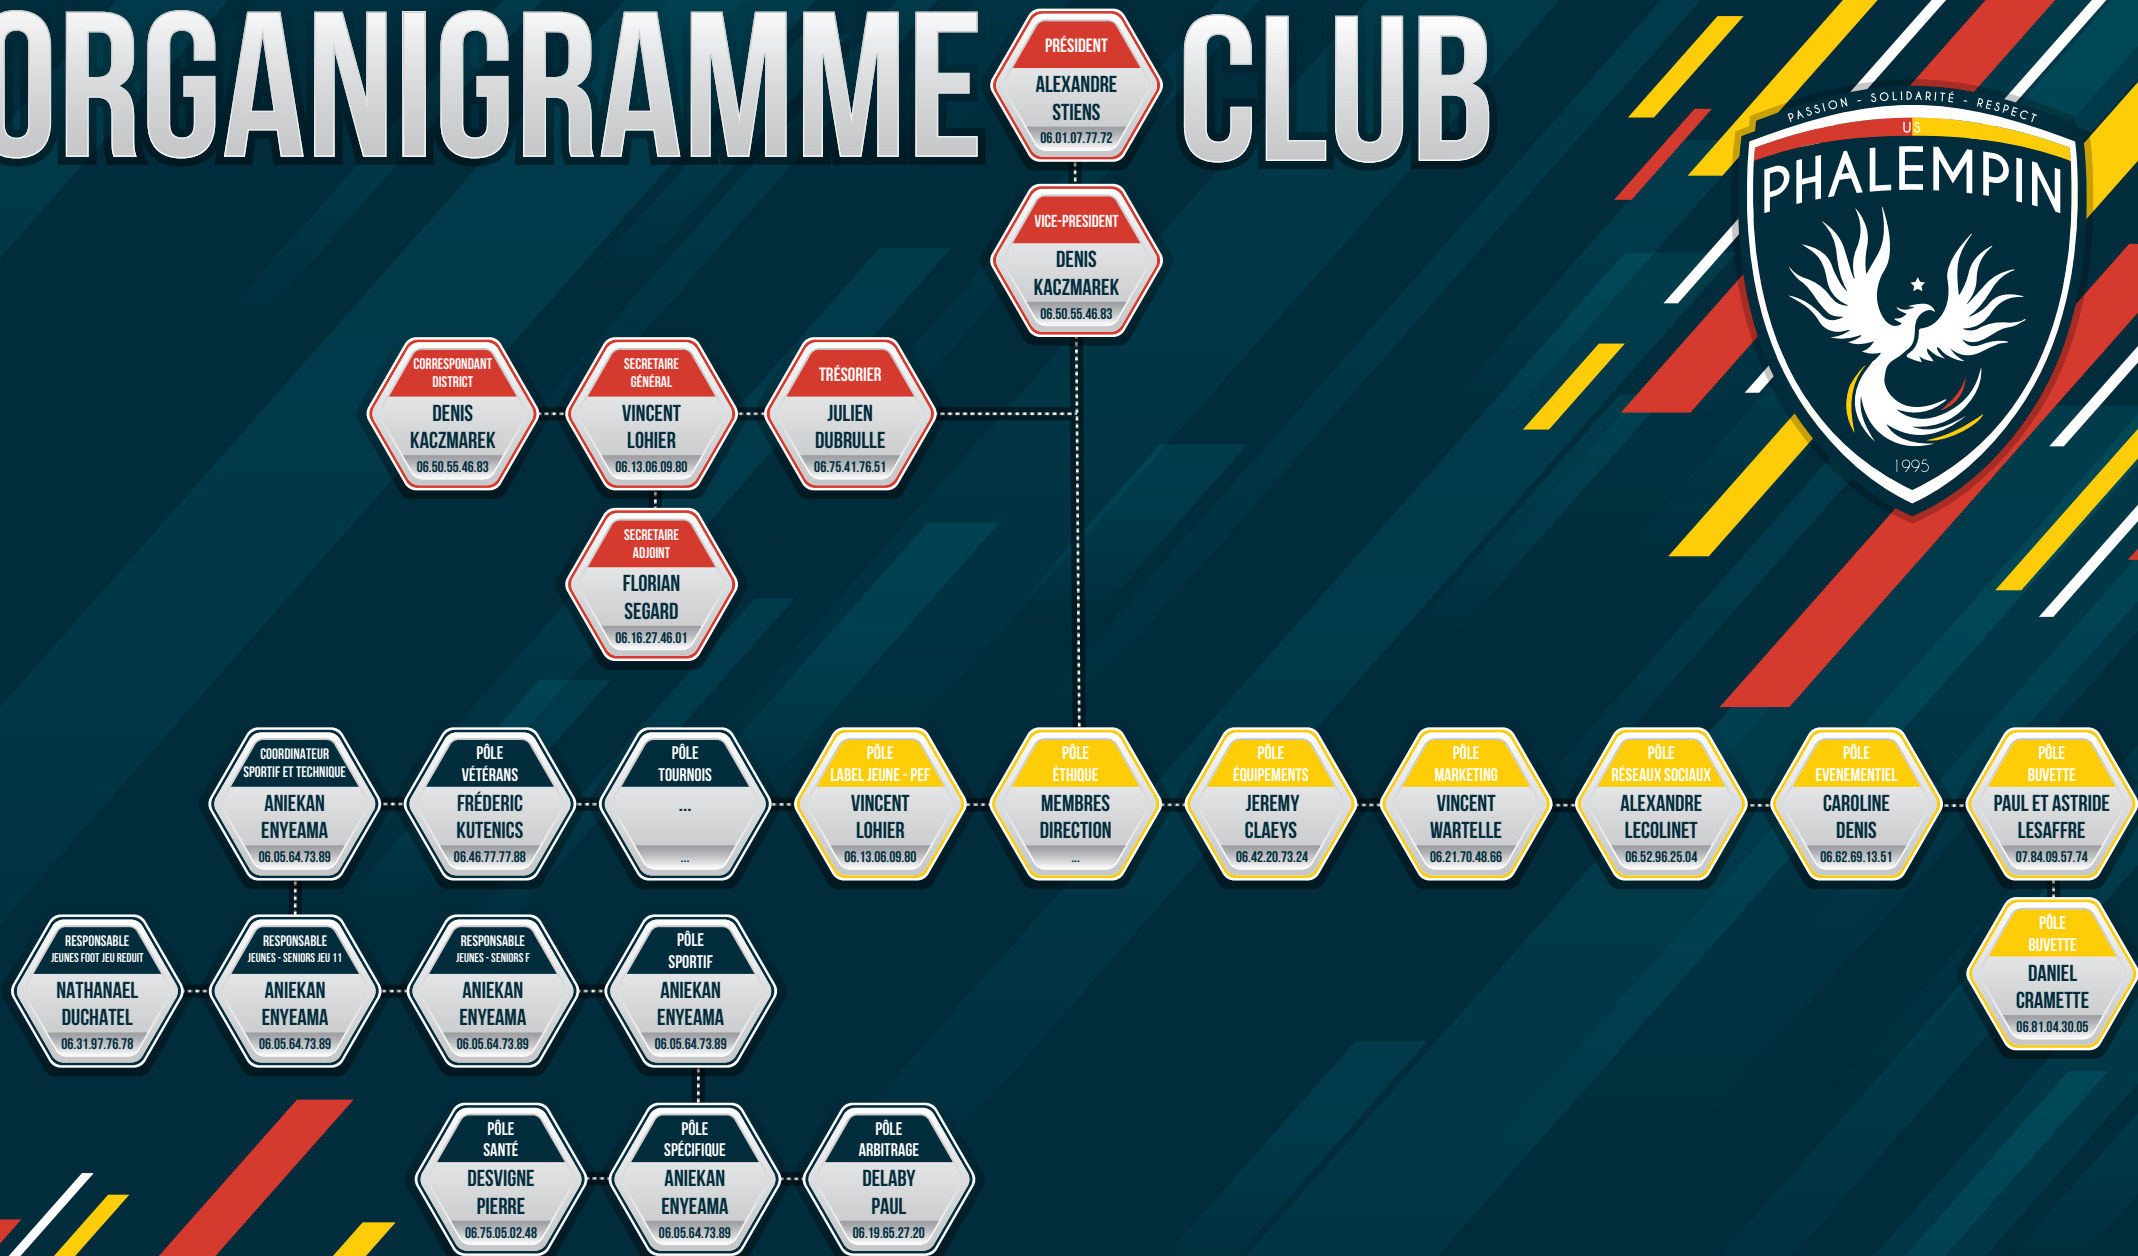 ORGANIGRAMME CLUB
PRÉSIDENT
ALEXANDRE
STIENS
06.01.07.77.72
PASSION - SOLIDARITÉ - RESPECT
US
PHALEMPIN
1995
VICE-PRESIDENT
DENIS
KACZMAREK
06.50.55.46.83
CORRESPONDANT
DISTRICT
DENIS
KACZMAREK
06.50.55.46.83
SECRETAIRE
GÉNÉRAL
VINCENT
LOHIER
06.13.06.09.80
TRÉSORIER
JULIEN
DUBRULLE
06.75.41.76.51
SECRETAIRE
ADJOINT
FLORIAN
SEGARD
06.16.27.46.01
COORDINATEUR
SPORTIF ET TECHNIQUE
ANIEKAN
ENYEAMA
06.05.64.73.89
PÔLE
VÉTÉRANS
FRÉDERIC
KUTENICS
06.46.77.77.88
PÔLE
TOURNOIS
...
...
PÔLE
LABEL JEUNE - PEF
VINCENT
LOHIER
06.13.06.09.80
PÔLE
ÉTHIQUE
MEMBRES
DIRECTION
...
PÔLE
ÉQUIPEMENTS
JEREMY
CLAEYS
06.42.20.73.24
PÔLE
MARKETING
VINCENT
WARTELLE
06.21.70.48.66
PÔLE
RÉSEAUX SOCIAUX
ALEXANDRE
LECOLINET
06.52.96.25.04
PÔLE
EVENEMENTIEL
CAROLINE
DENIS
06.62.69.13.51
PÔLE
BUVETTE
PAUL ET ASTRIDE
LESAFFRE
07.84.09.57.74
RESPONSABLE
JEUNES FOOT JEU REDUIT
NATHANAEL
DUCHATEL
06.31.97.76.78
RESPONSABLE
JEUNES - SENIORS JEU 11
ANIEKAN
ENYEAMA
06.05.64.73.89
RESPONSABLE
JEUNES - SENIORS F
ANIEKAN
ENYEAMA
06.05.64.73.89
PÔLE
SPORTIF
ANIEKAN
ENYEAMA
06.05.64.73.89
PÔLE
BUVETTE
DANIEL
CRAMETTE
06.81.04.30.05
PÔLE
SANTÉ
DESVIGNE
PIERRE
06.75.05.02.48
PÔLE
SPÉCIFIQUE
ANIEKAN
ENYEAMA
06.05.64.73.89
PÔLE
ARBITRAGE
DELABY
PAUL
06.19.65.27.20